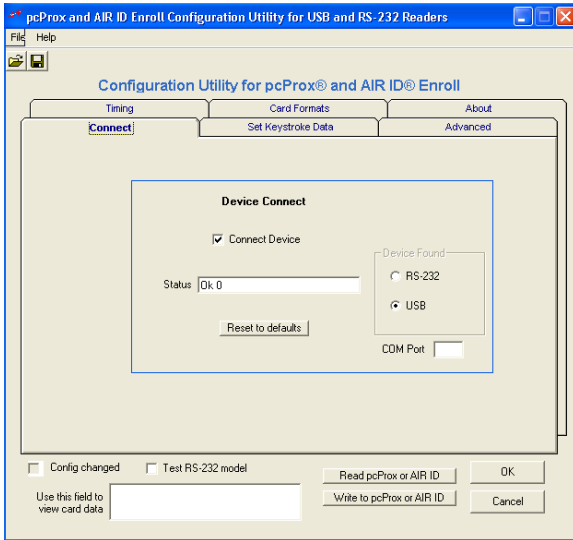 pcProx and AIR ID Enroll Configuration Utility for USB and RS-232 Readers
File Help
Configuration Utility for pcProx® and AIR ID® Enroll
Timing Card Formats About
Connect Set Keystroke Data Advanced
Device Connect
Connect Device
Device Found
RS-232
Status Ok 0
USB
Reset to defaults
COM Port
Config changed Test RS-232 model
Read pcProx or AIR ID OK
Use this field to
view card data
Write to pcProx or AIR ID Cancel